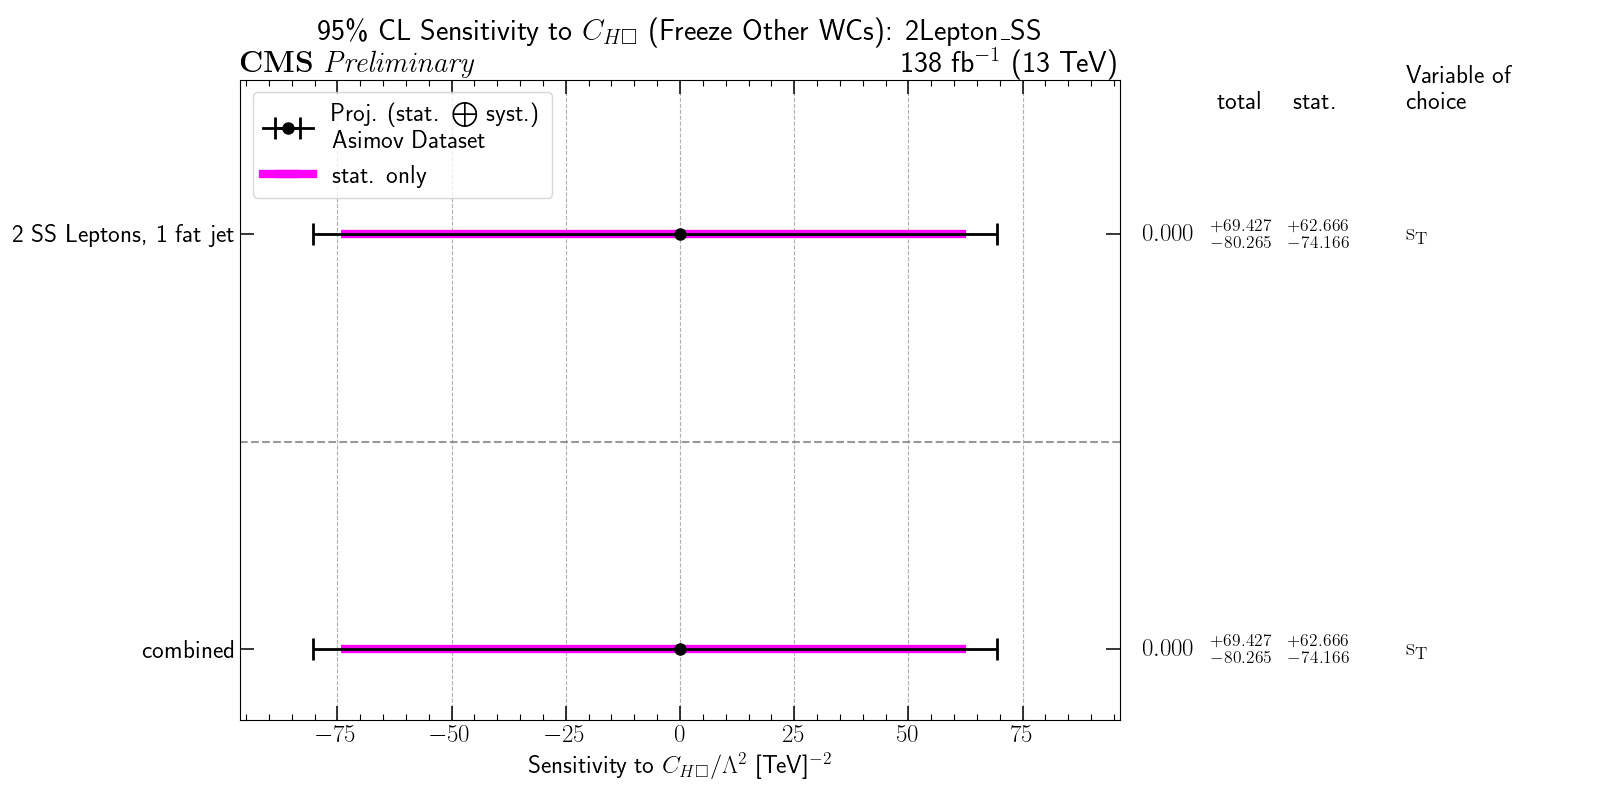 95% CL Sensitivity to C_{H□} (Freeze Other WCs): 2Lepton_SS
CMS Preliminary
138 fb⁻¹ (13 TeV)
Variable of
choice
total stat.
Proj. (stat. ⊕ syst.)
Asimov Dataset
stat. only
2 SS Leptons, 1 fat jet
0.000 +69.427 +62.666
−80.265 −74.166
s_T
combined
0.000 +69.427 +62.666
−80.265 −74.166
s_T
−75 −50 −25 0 25 50 75
Sensitivity to C_{H□}/Λ² [TeV]⁻²